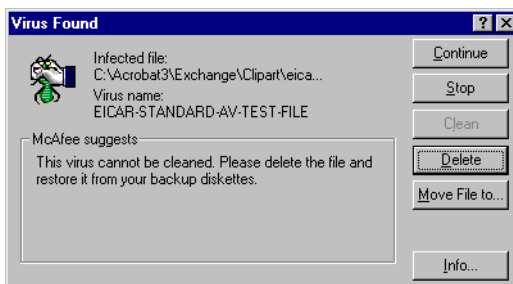 Virus Found
Infected file:
C:\Acrobat3\Exchange\Clipart\eica...
Virus name:
EICAR-STANDARD-AV-TEST-FILE
McAfee suggests
This virus cannot be cleaned. Please delete the file and
restore it from your backup diskettes.
Continue
Stop
Clean
Delete
Move File to...
Info...